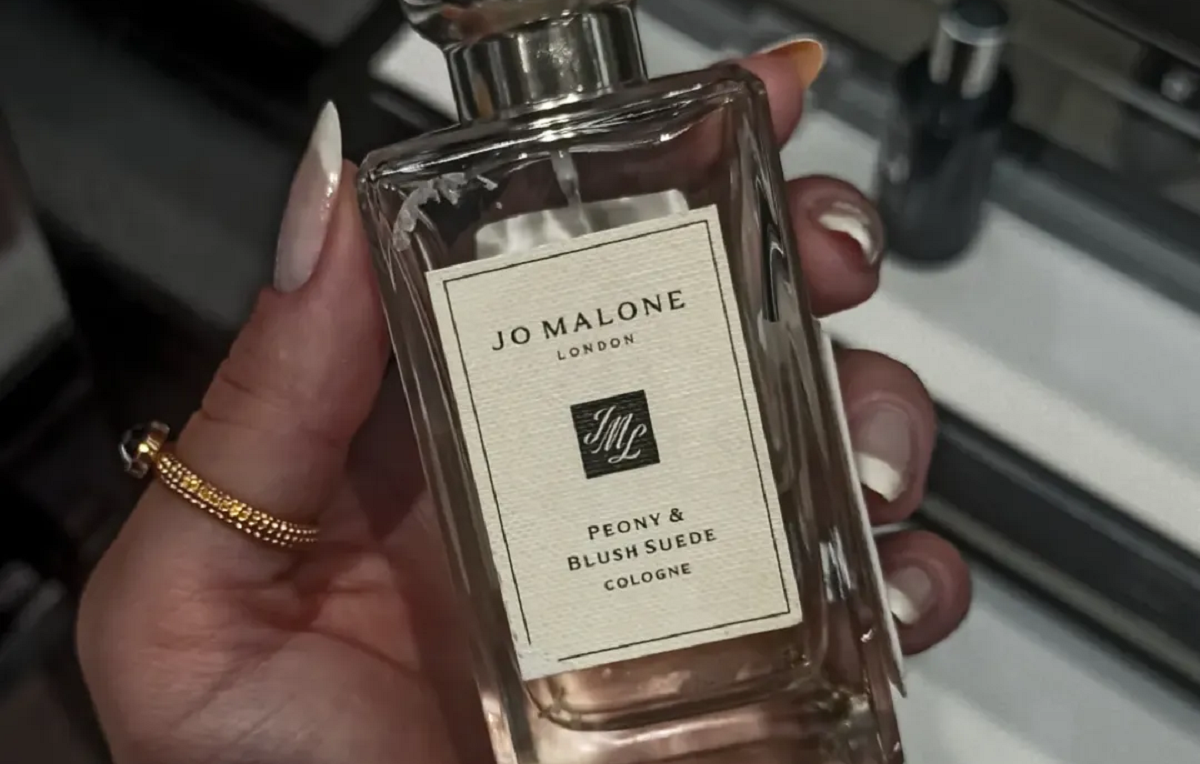 JO MALONE
LONDON
JML
PEONY &
BLUSH SUEDE
COLOGNE